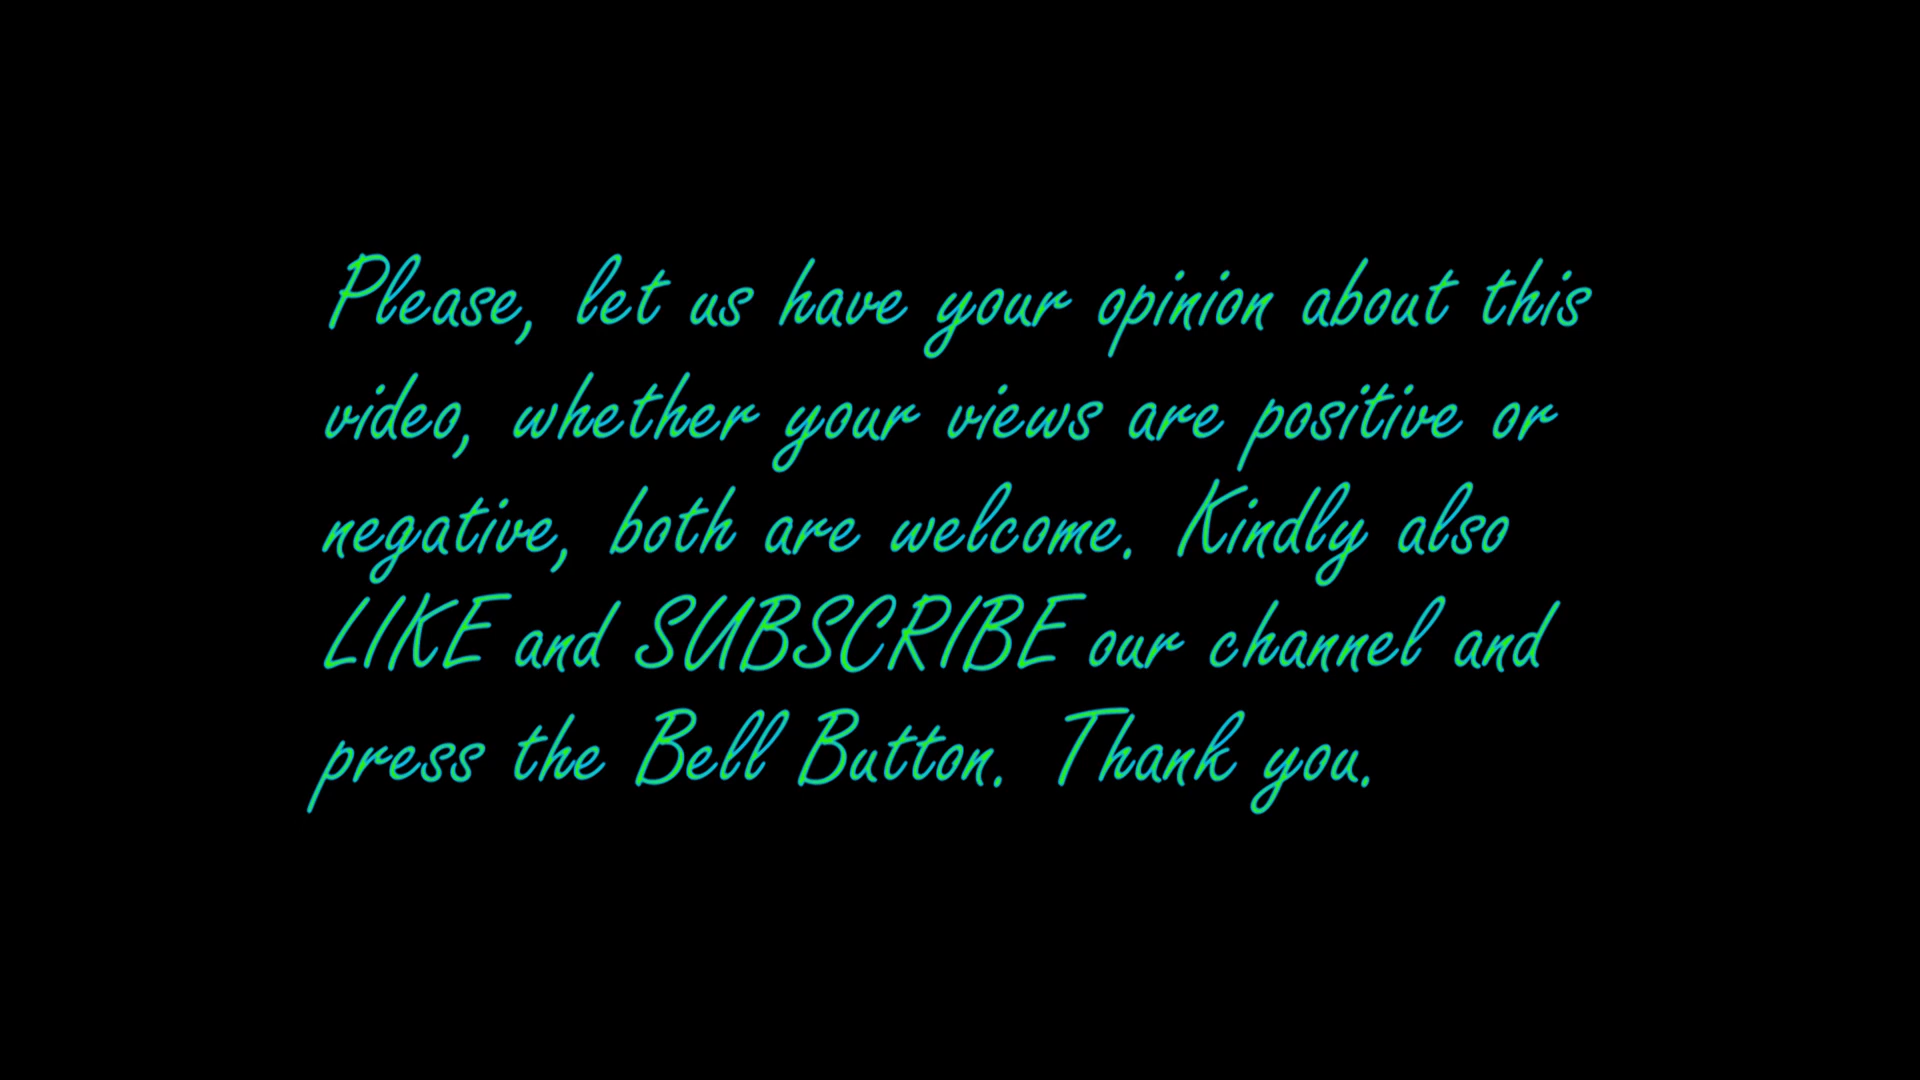 Please, let us have your opinion about this
video, whether your views are positive or
negative, both are welcome. Kindly also
LIKE and SUBSCRIBE our channel and
press the Bell Button. Thank you.